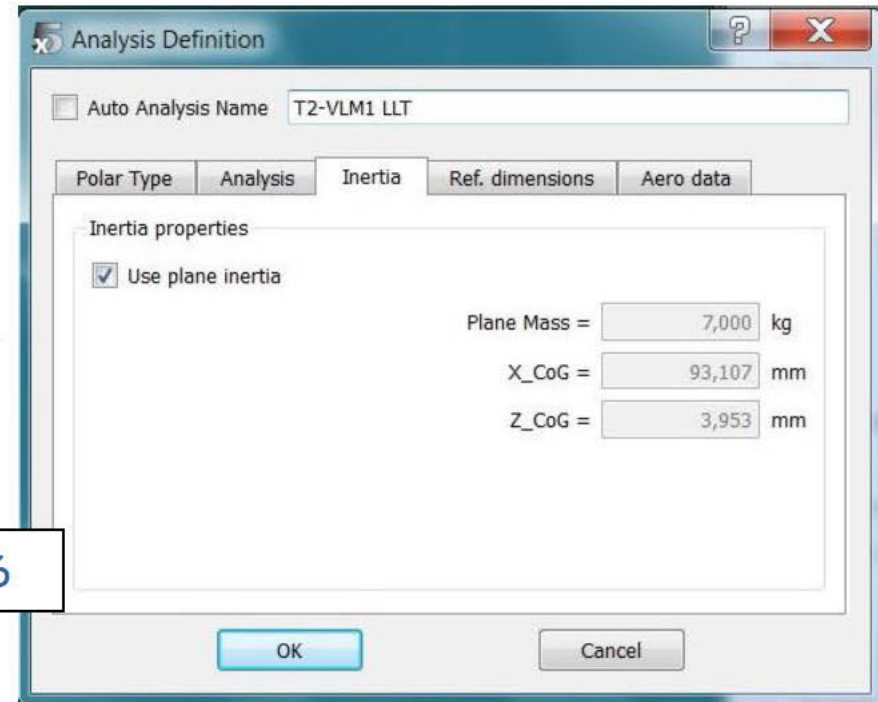 Analysis Definition
Auto Analysis Name T2-VLM1 LLT
Polar Type Analysis Inertia Ref. dimensions Aero data
Inertia properties
Use plane inertia
Plane Mass = 7,000 kg
X_CoG = 93,107 mm
Z_CoG = 3,953 mm
OK Cancel